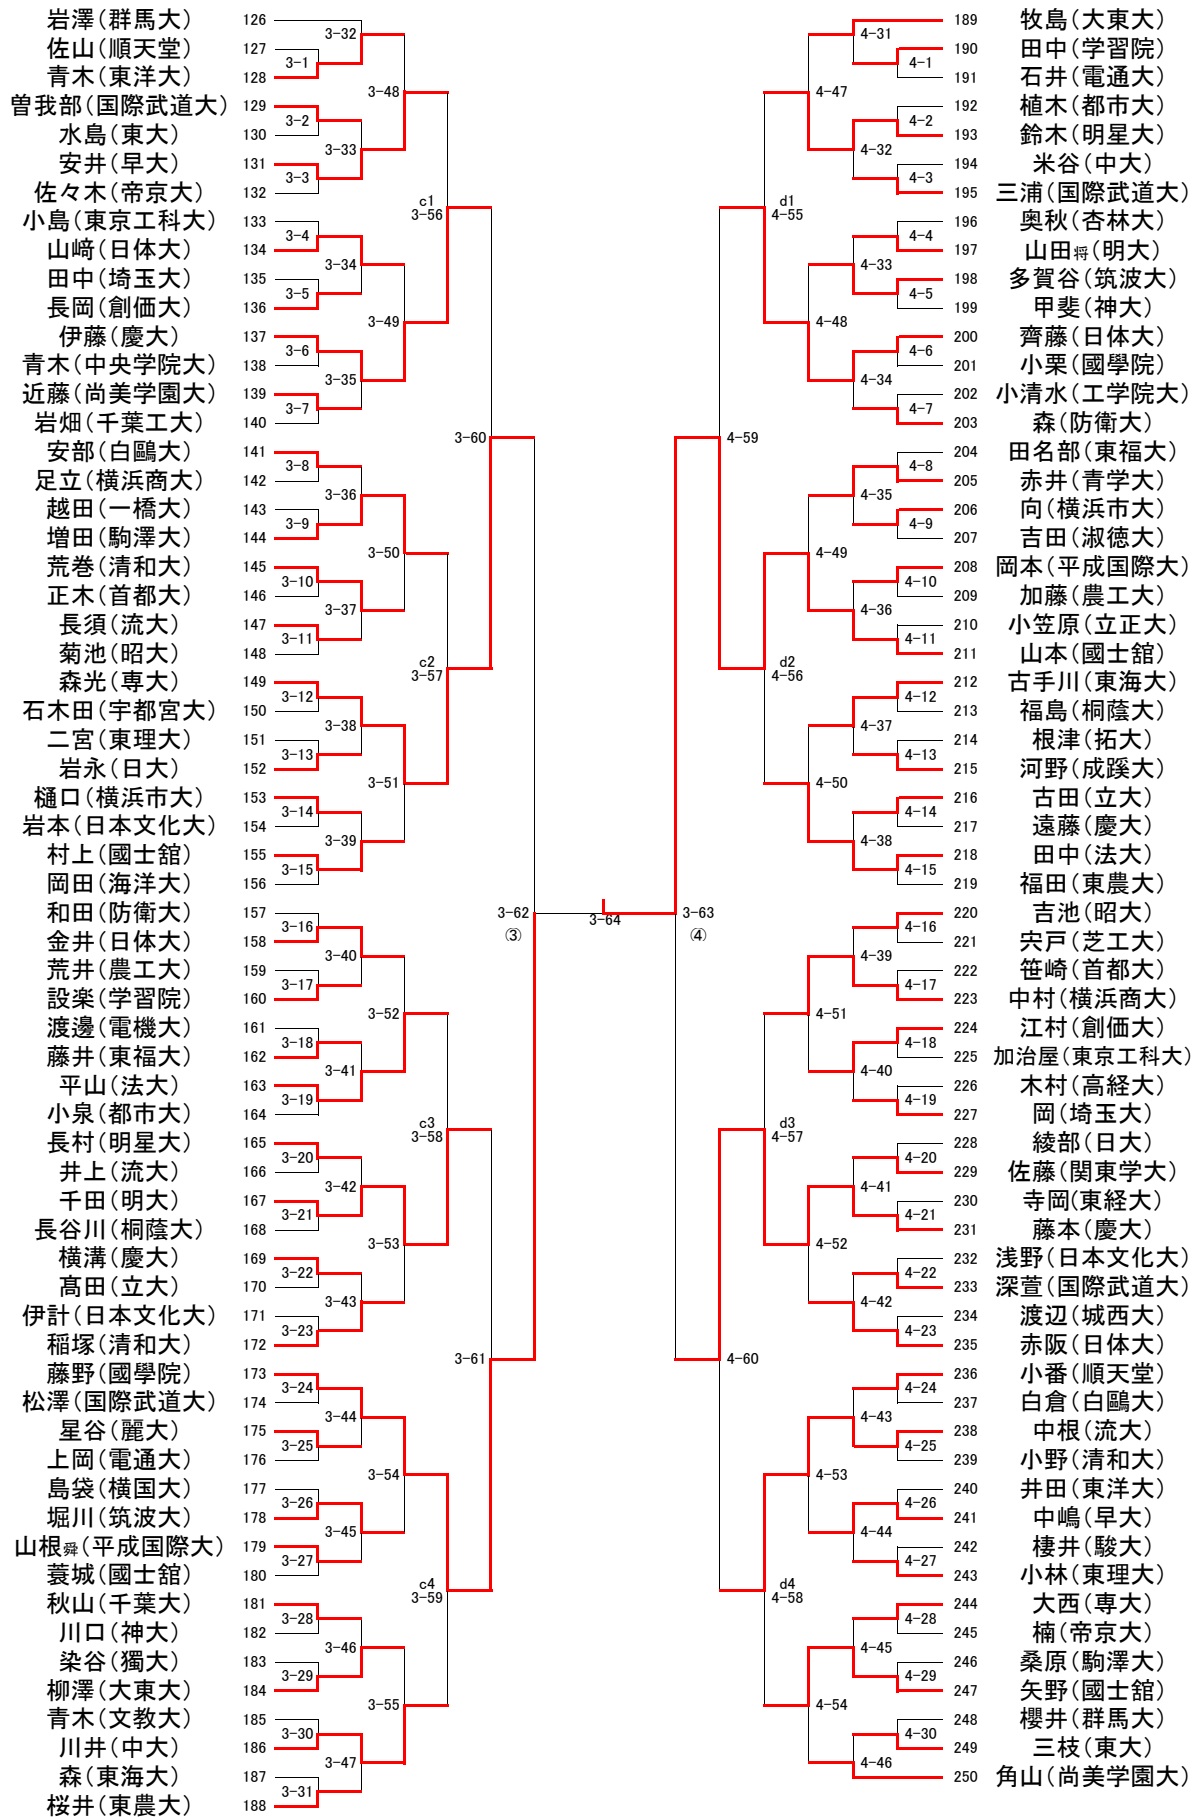 岩澤(群馬大) 126
佐山(順天堂) 127
青木(東洋大) 128
曽我部(国際武道大) 129
水島(東大) 130
安井(早大) 131
佐々木(帝京大) 132
小島(東京工科大) 133
山﨑(日体大) 134
田中(埼玉大) 135
長岡(創価大) 136
伊藤(慶大) 137
青木(中央学院大) 138
近藤(尚美学園大) 139
岩畑(千葉工大) 140
安部(白鷗大) 141
足立(横浜商大) 142
越田(一橋大) 143
増田(駒澤大) 144
荒巻(清和大) 145
正木(首都大) 146
長須(流大) 147
菊池(昭大) 148
森光(専大) 149
石木田(宇都宮大) 150
二宮(東理大) 151
岩永(日大) 152
樋口(横浜市大) 153
岩本(日本文化大) 154
村上(國士舘) 155
岡田(海洋大) 156
和田(防衛大) 157
金井(日体大) 158
荒井(農工大) 159
設楽(学習院) 160
渡邊(電機大) 161
藤井(東福大) 162
平山(法大) 163
小泉(都市大) 164
長村(明星大) 165
井上(流大) 166
千田(明大) 167
長谷川(桐蔭大) 168
横溝(慶大) 169
髙田(立大) 170
伊計(日本文化大) 171
稲塚(清和大) 172
藤野(國學院) 173
松澤(国際武道大) 174
星谷(麗大) 175
上岡(電通大) 176
島袋(横国大) 177
堀川(筑波大) 178
山根舜(平成国際大) 179
蓑城(國士舘) 180
秋山(千葉大) 181
川口(神大) 182
染谷(獨大) 183
柳澤(大東大) 184
青木(文教大) 185
川井(中大) 186
森(東海大) 187
桜井(東農大) 188
3-1
3-2
3-3
3-4
3-5
3-6
3-7
3-8
3-9
3-10
3-11
3-12
3-13
3-14
3-15
3-16
3-17
3-18
3-19
3-20
3-21
3-22
3-23
3-24
3-25
3-26
3-27
3-28
3-29
3-30
3-31
3-32
3-33
3-34
3-35
3-36
3-37
3-38
3-39
3-40
3-41
3-42
3-43
3-44
3-45
3-46
3-47
3-48
3-49
3-50
3-51
3-52
3-53
3-54
3-55
c1
3-56
c2
3-57
c3
3-58
c4
3-59
3-60
3-61
3-62
③
3-64
3-63
④
4-59
4-60
d1
4-55
d2
4-56
d3
4-57
d4
4-58
4-47
4-48
4-49
4-50
4-51
4-52
4-53
4-54
4-31
4-32
4-33
4-34
4-35
4-36
4-37
4-38
4-39
4-40
4-41
4-42
4-43
4-44
4-45
4-46
4-1
4-2
4-3
4-4
4-5
4-6
4-7
4-8
4-9
4-10
4-11
4-12
4-13
4-14
4-15
4-16
4-17
4-18
4-19
4-20
4-21
4-22
4-23
4-24
4-25
4-26
4-27
4-28
4-29
4-30
189 牧島(大東大)
190 田中(学習院)
191 石井(電通大)
192 植木(都市大)
193 鈴木(明星大)
194 米谷(中大)
195 三浦(国際武道大)
196 奥秋(杏林大)
197 山田将(明大)
198 多賀谷(筑波大)
199 甲斐(神大)
200 齊藤(日体大)
201 小栗(國學院)
202 小清水(工学院大)
203 森(防衛大)
204 田名部(東福大)
205 赤井(青学大)
206 向(横浜市大)
207 吉田(淑徳大)
208 岡本(平成国際大)
209 加藤(農工大)
210 小笠原(立正大)
211 山本(國士舘)
212 古手川(東海大)
213 福島(桐蔭大)
214 根津(拓大)
215 河野(成蹊大)
216 古田(立大)
217 遠藤(慶大)
218 田中(法大)
219 福田(東農大)
220 吉池(昭大)
221 宍戸(芝工大)
222 笹崎(首都大)
223 中村(横浜商大)
224 江村(創価大)
225 加治屋(東京工科大)
226 木村(高経大)
227 岡(埼玉大)
228 綾部(日大)
229 佐藤(関東学大)
230 寺岡(東経大)
231 藤本(慶大)
232 浅野(日本文化大)
233 深萱(国際武道大)
234 渡辺(城西大)
235 赤阪(日体大)
236 小番(順天堂)
237 白倉(白鷗大)
238 中根(流大)
239 小野(清和大)
240 井田(東洋大)
241 中嶋(早大)
242 棲井(駿大)
243 小林(東理大)
244 大西(専大)
245 楠(帝京大)
246 桑原(駒澤大)
247 矢野(國士舘)
248 櫻井(群馬大)
249 三枝(東大)
250 角山(尚美学園大)